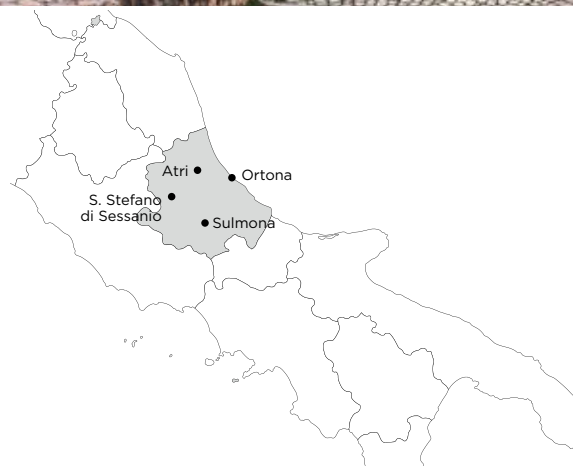 Atri
Ortona
S. Stefano
di Sessanio
Sulmona